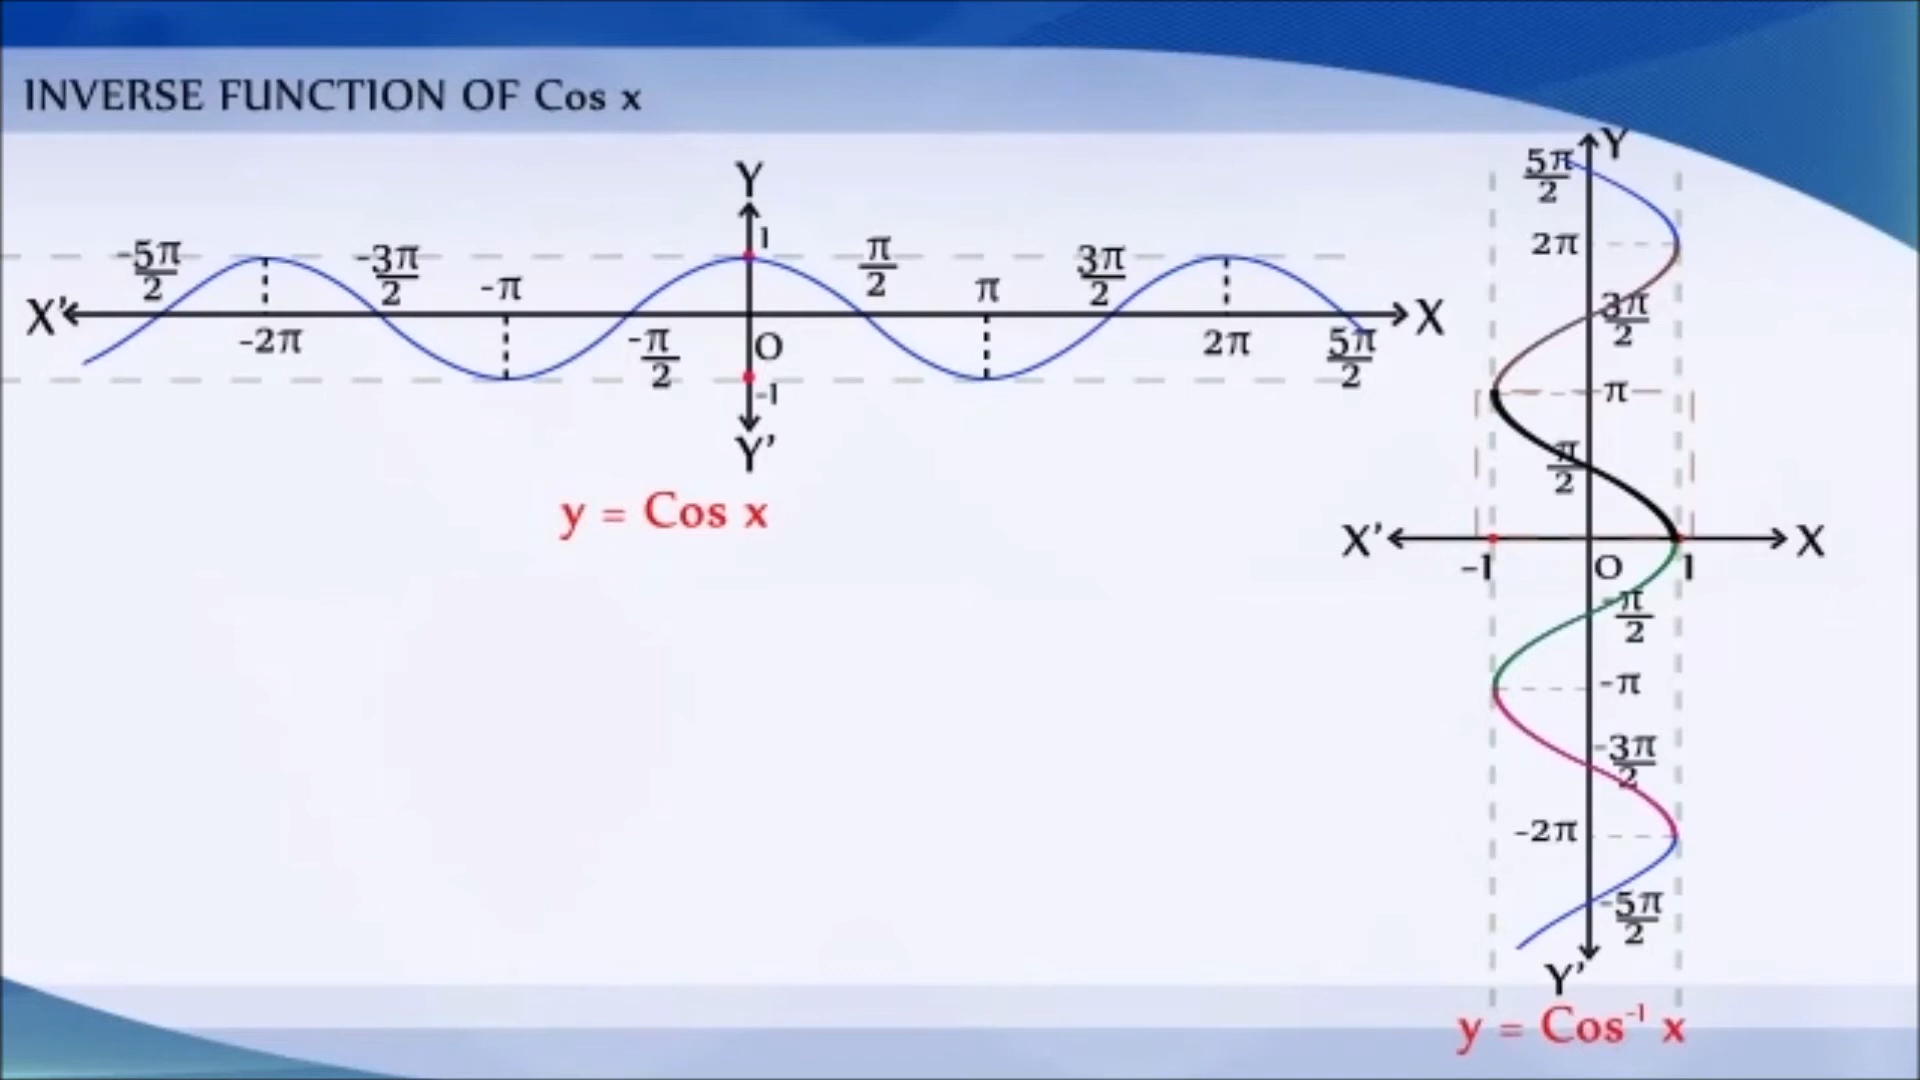 INVERSE FUNCTION OF Cos x
Y
1
-5π/2
-3π/2
-π
π/2
π
3π/2
X'
X
-2π
-π/2
O
2π
5π/2
-1
Y'
y = Cos x
Y
5π/2
2π
3π/2
π
π/2
X'
X
-1
O
1
-π/2
-π
-3π/2
-2π
-5π/2
Y'
y = Cos⁻¹ x